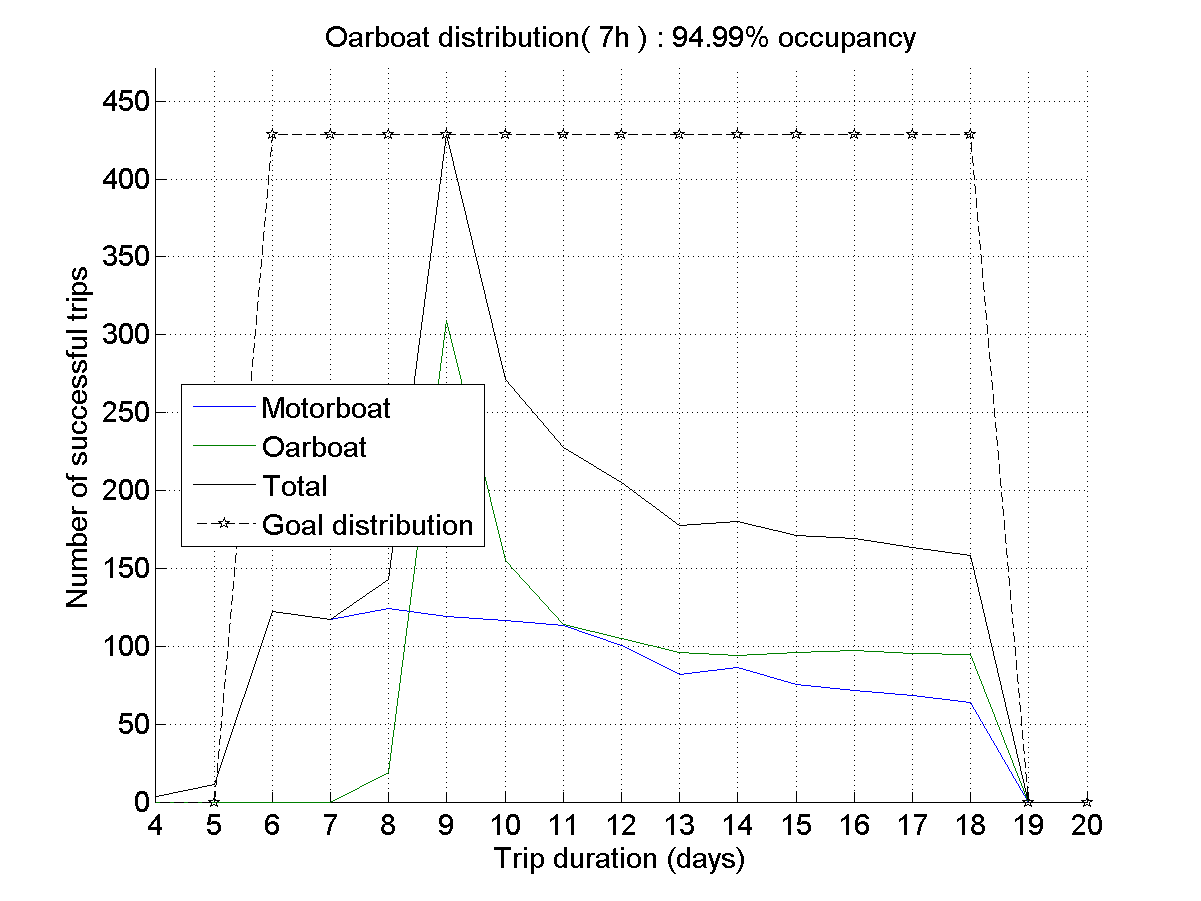 Oarboat distribution( 7h ) : 94.99% occupancy
Number of successful trips
450
400
350
300
250
200
150
100
50
0
Motorboat
Oarboat
Total
Goal distribution
4 5 6 7 8 9 10 11 12 13 14 15 16 17 18 19 20
Trip duration (days)